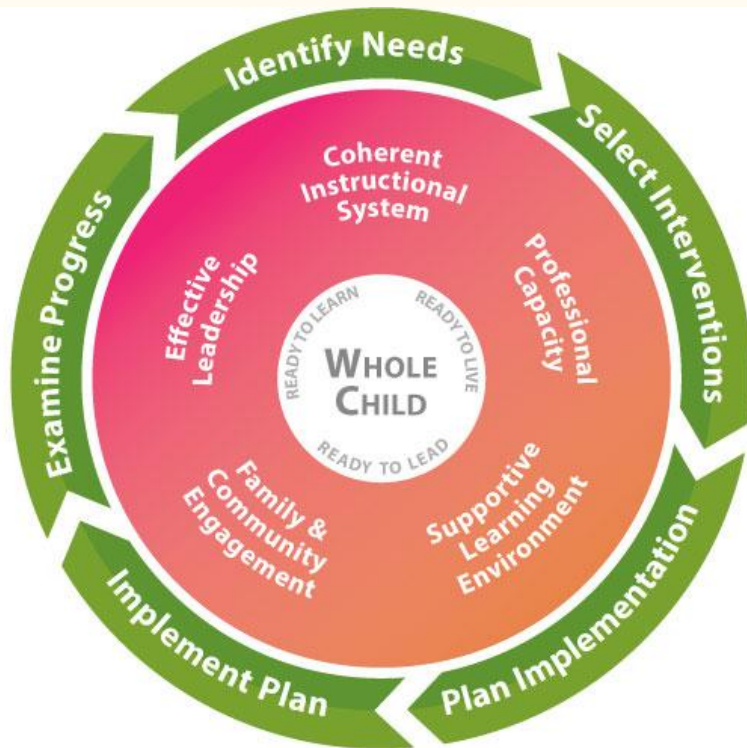 Identify Needs
Select Interventions
Plan Implementation
Implement Plan
Examine Progress
Coherent
Instructional
System
Professional
Capacity
Supportive
Learning
Environment
Family &
Community
Engagement
Effective
Leadership
READY TO LEARN
READY TO LIVE
READY TO LEAD
WHOLE
CHILD